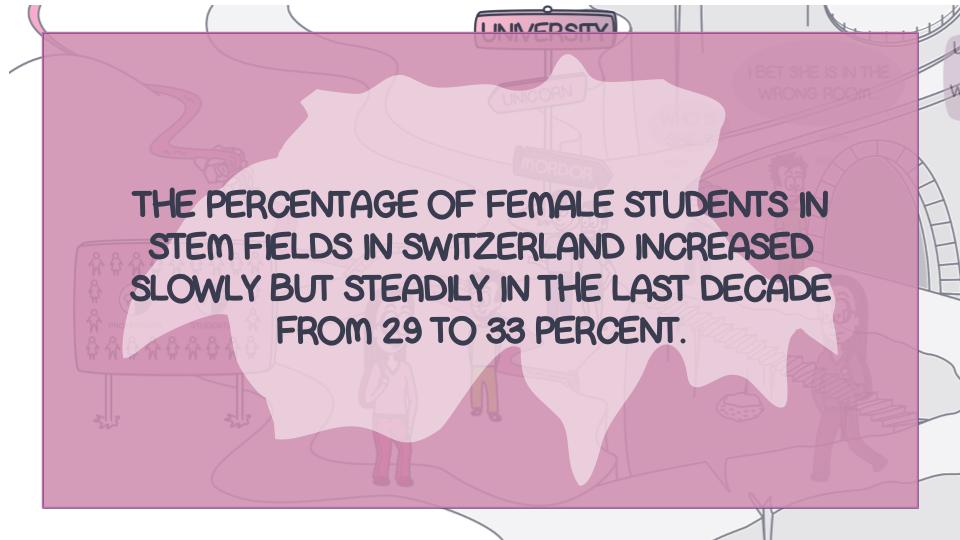 UNIVERSITY
UNICORN
I BET SHE IS IN THE
WRONG ROOM...
MORDOR
THE PERCENTAGE OF FEMALE STUDENTS IN
STEM FIELDS IN SWITZERLAND INCREASED
SLOWLY BUT STEADILY IN THE LAST DECADE
FROM 29 TO 33 PERCENT.